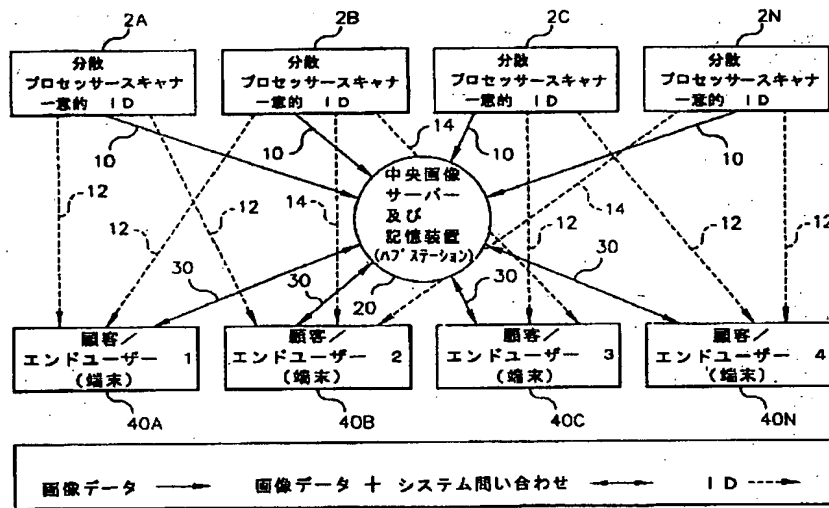 2A
2B
2C
2N
分散
プロセッサースキャナ
一意的 ID
分散
プロセッサースキャナ
一意的 ID
分散
プロセッサースキャナ
一意的 ID
分散
プロセッサースキャナ
一意的 ID
10
10
14
10
10
中央画像
サーバー
及び
記憶装置
(ハブステーション)
12
12
12
14
12
14
12
12
30
30
20
30
30
顧客/
エンドユーザー 1
(端末)
顧客/
エンドユーザー 2
(端末)
顧客/
エンドユーザー 3
(端末)
顧客/
エンドユーザー 4
(端末)
40A
40B
40C
40N
画像データ
画像データ + システム問い合わせ
ID